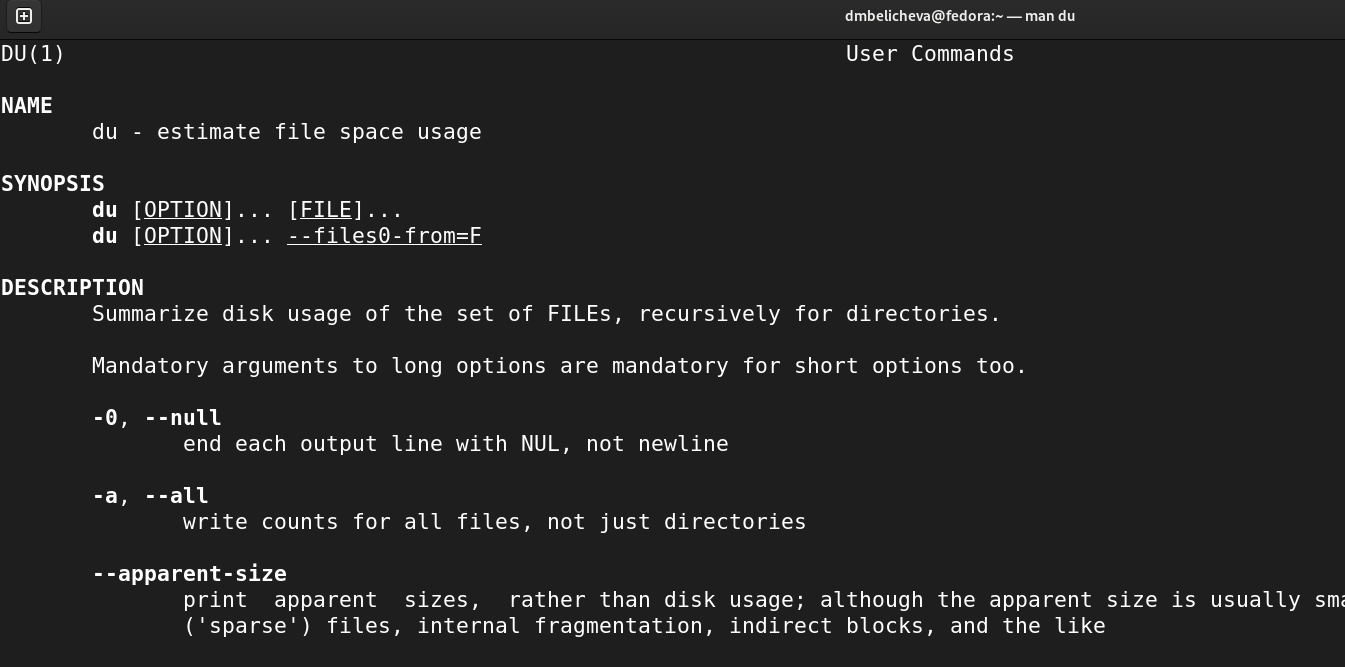 dmbelicheva@fedora:~ — man du
DU(1) User Commands
NAME
du - estimate file space usage
SYNOPSIS
du [OPTION]... [FILE]...
du [OPTION]... --files0-from=F
DESCRIPTION
Summarize disk usage of the set of FILEs, recursively for directories.
Mandatory arguments to long options are mandatory for short options too.
-0, --null
end each output line with NUL, not newline
-a, --all
write counts for all files, not just directories
--apparent-size
print apparent sizes, rather than disk usage; although the apparent size is usually
('sparse') files, internal fragmentation, indirect blocks, and the like